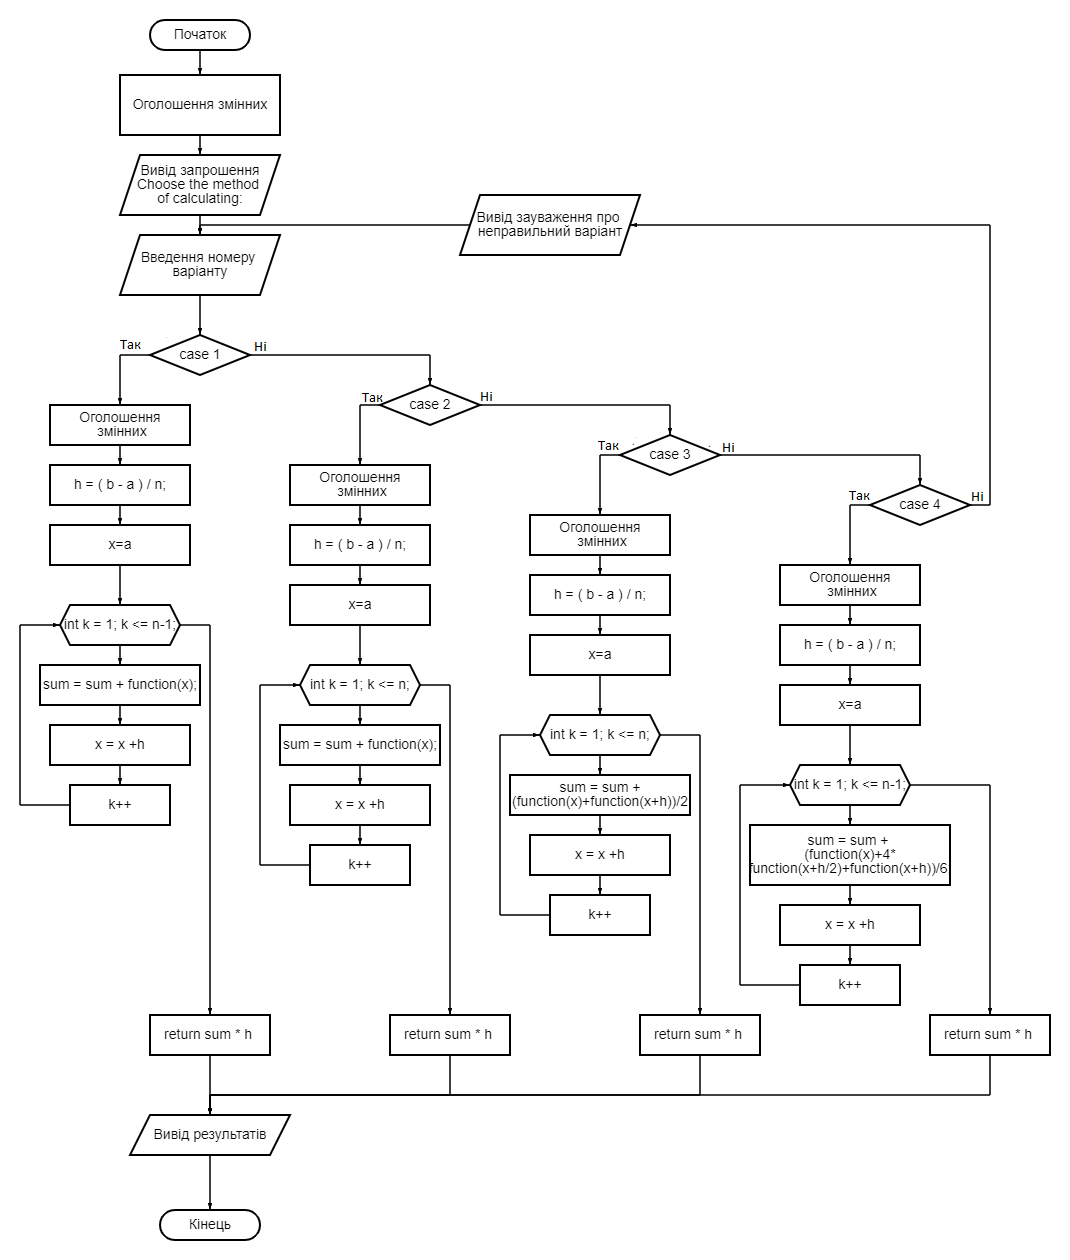 Початок
Оголошення змінних
Вивід запрошення
Choose the method
of calculating:
Вивід зауваження про
неправильний варіант
Введення номеру
варіанту
Так
case 1
Ні
Оголошення
змінних
h = ( b - a ) / n;
x=a
int k = 1; k <= n-1;
sum = sum + function(x);
x = x +h
k++
return sum * h
Так
case 2
Ні
Оголошення
змінних
h = ( b - a ) / n;
x=a
int k = 1; k <= n;
sum = sum + function(x);
x = x +h
k++
return sum * h
Так
case 3
Ні
Оголошення
змінних
h = ( b - a ) / n;
x=a
int k = 1; k <= n;
sum = sum +
(function(x)+function(x+h))/2
x = x +h
k++
return sum * h
Так
case 4
Ні
Оголошення
змінних
h = ( b - a ) / n;
x=a
int k = 1; k <= n-1;
sum = sum +
(function(x)+4*
function(x+h/2)+function(x+h))/6
x = x +h
k++
return sum * h
Вивід результатів
Кінець